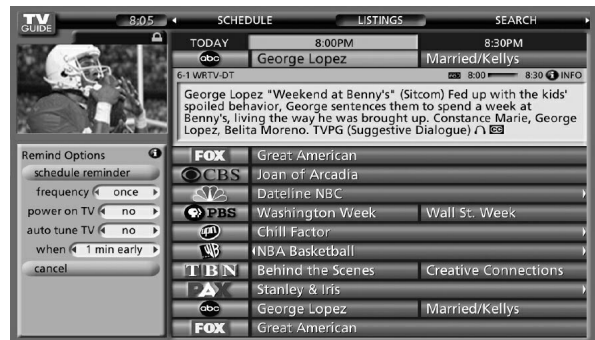 TV
GUIDE
8:05
SCHEDULE
LISTINGS
SEARCH
TODAY
8:00PM
8:30PM
abc
George Lopez
Married/Kellys
6-1 WRTV-DT
8:00
8:30
INFO
George Lopez "Weekend at Benny's" (Sitcom) Fed up with the kids'
spoiled behavior, George sentences them to spend a week at
Benny's, living the way he was brought up. Constance Marie, George
Lopez, Belita Moreno. TVPG (Suggestive Dialogue) CC
Remind Options
schedule reminder
frequency once
power on TV no
auto tune TV no
when 1 min early
cancel
FOX Great American
CBS Joan of Arcadia
Dateline NBC
PBS Washington Week Wall St. Week
upn Chill Factor
WB NBA Basketball
TBN Behind the Scenes Creative Connections
PAX Stanley & Iris
abc George Lopez Married/Kellys
FOX Great American